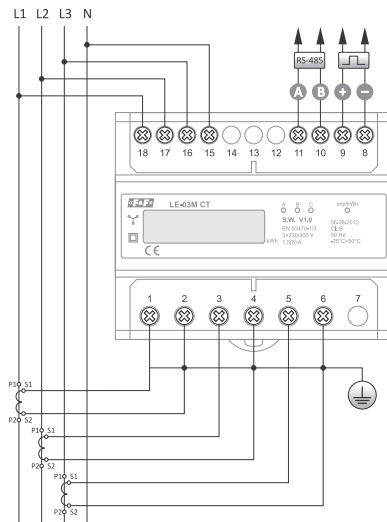 L1 L2 L3 N
RS-485
A B + −
18 17 16 15 14 13 12 11 10 9 8
F&F LE-03M CT
A B C imp/kWh
S.W. V1.0 06.08.2012
EN 50470-1/3 CL B
3×230/400 V 50 Hz
kWh 1,5(6) A -25°C÷50°C
CE
1 2 3 4 5 6 7
P1 S1
P2 S2
P1 S1
P2 S2
P1 S1
P2 S2